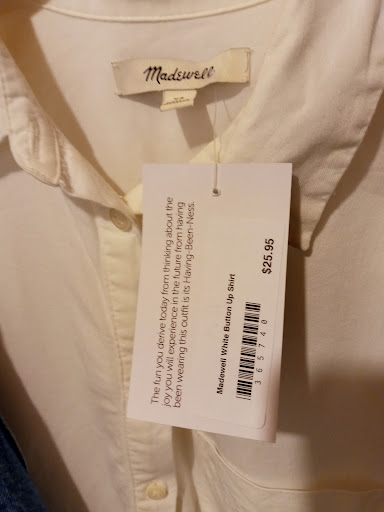 Madewell
The fun you derive today from thinking about the
joy you will experience in the future from having
been wearing this outfit is its Having-Been-Ness.
Madewell White Button Up Shirt
365740
$25.95